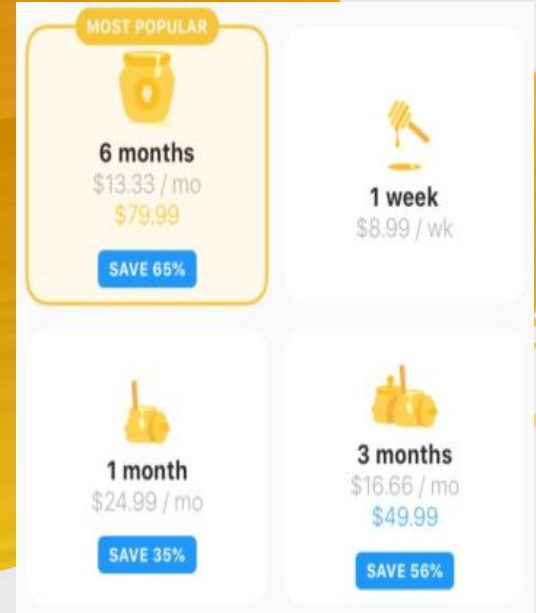 MOST POPULAR
6 months
$13.33 / mo
$79.99
SAVE 65%
1 week
$8.99 / wk
1 month
$24.99 / mo
SAVE 35%
3 months
$16.66 / mo
$49.99
SAVE 56%